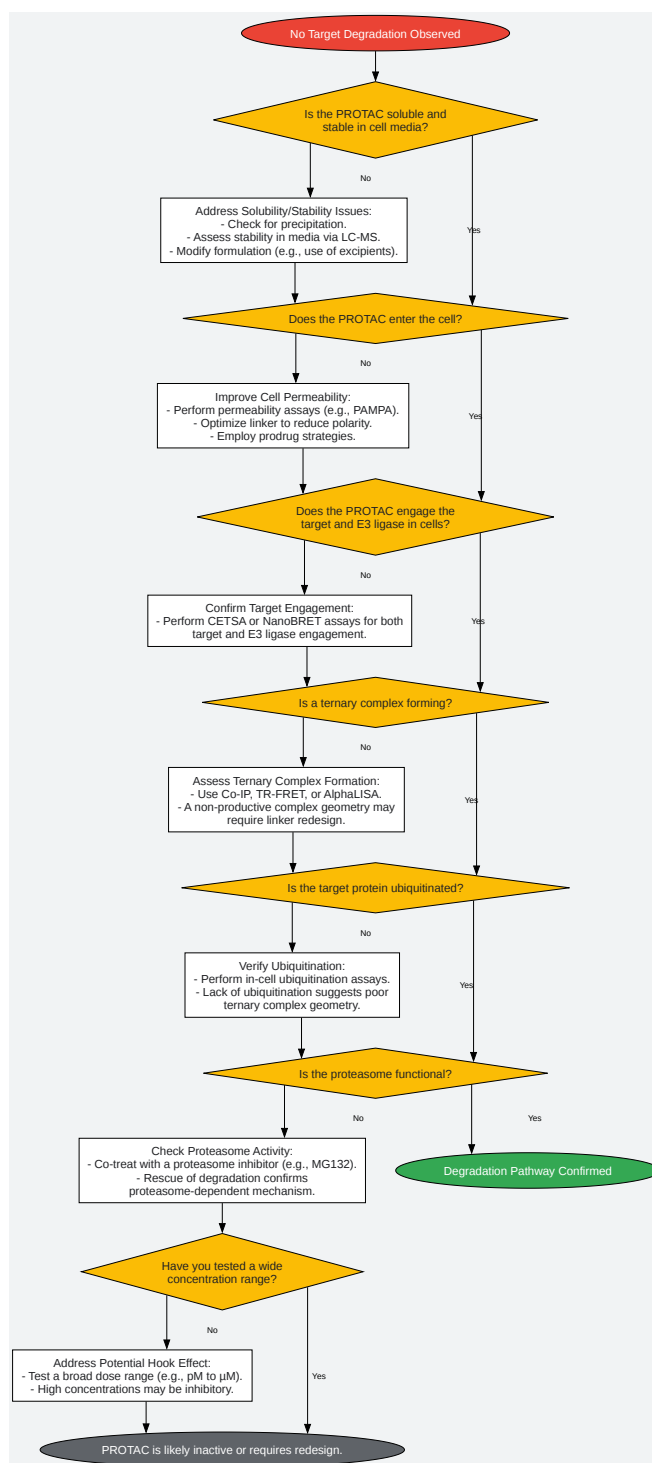 No Target Degradation Observed
Is the PROTAC soluble and
stable in cell media?
No
Yes
Address Solubility/Stability Issues:
- Check for precipitation.
- Assess stability in media via LC-MS.
- Modify formulation (e.g., use of excipients).
Does the PROTAC enter the cell?
No
Yes
Improve Cell Permeability:
- Perform permeability assays (e.g., PAMPA).
- Optimize linker to reduce polarity.
- Employ prodrug strategies.
Does the PROTAC engage the
target and E3 ligase in cells?
No
Yes
Confirm Target Engagement:
- Perform CETSA or NanoBRET assays for both
target and E3 ligase engagement.
Is a ternary complex forming?
No
Yes
Assess Ternary Complex Formation:
- Use Co-IP, TR-FRET, or AlphaLISA.
- A non-productive complex geometry may
require linker redesign.
Is the target protein ubiquitinated?
No
Yes
Verify Ubiquitination:
- Perform in-cell ubiquitination assays.
- Lack of ubiquitination suggests poor
ternary complex geometry.
Is the proteasome functional?
No
Yes
Check Proteasome Activity:
- Co-treat with a proteasome inhibitor (e.g., MG132).
- Rescue of degradation confirms
proteasome-dependent mechanism.
Degradation Pathway Confirmed
Have you tested a wide
concentration range?
No
Yes
Address Potential Hook Effect:
- Test a broad dose range (e.g., pM to µM).
- High concentrations may be inhibitory.
PROTAC is likely inactive or requires redesign.